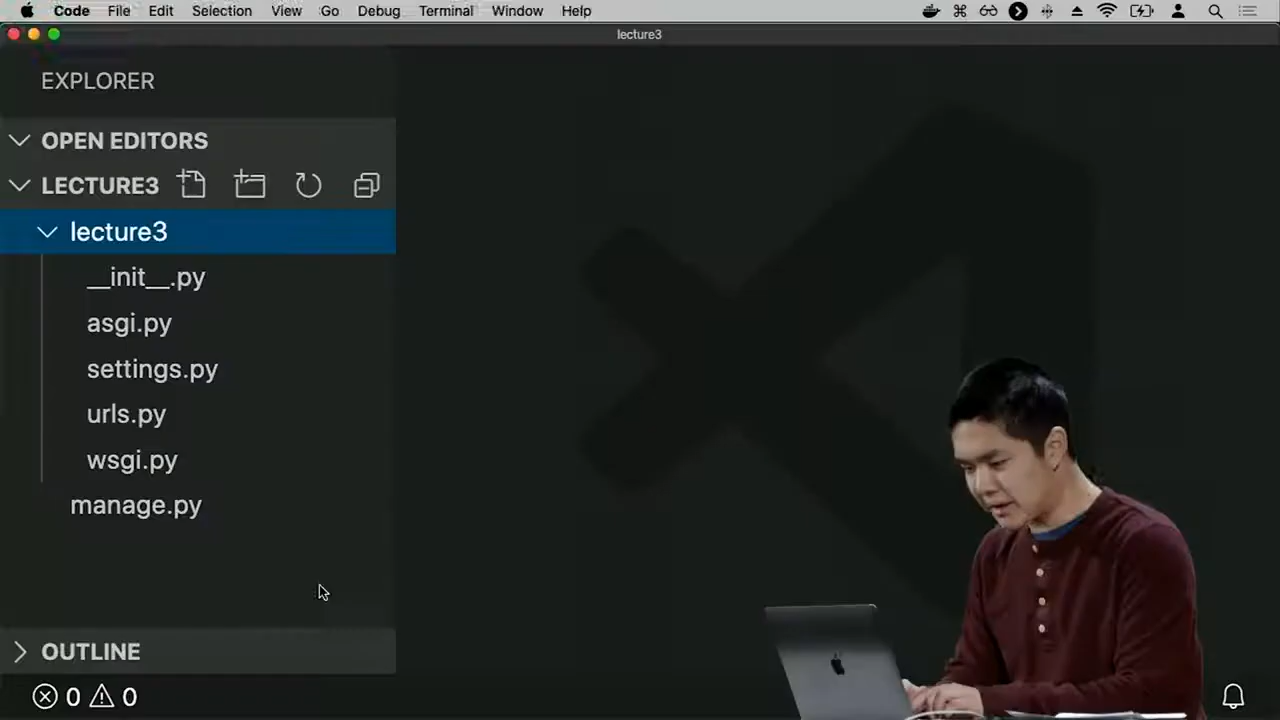 Code File Edit Selection View Go Debug Terminal Window Help
lecture3
EXPLORER
OPEN EDITORS
LECTURE3
lecture3
__init__.py
asgi.py
settings.py
urls.py
wsgi.py
manage.py
OUTLINE
0 0